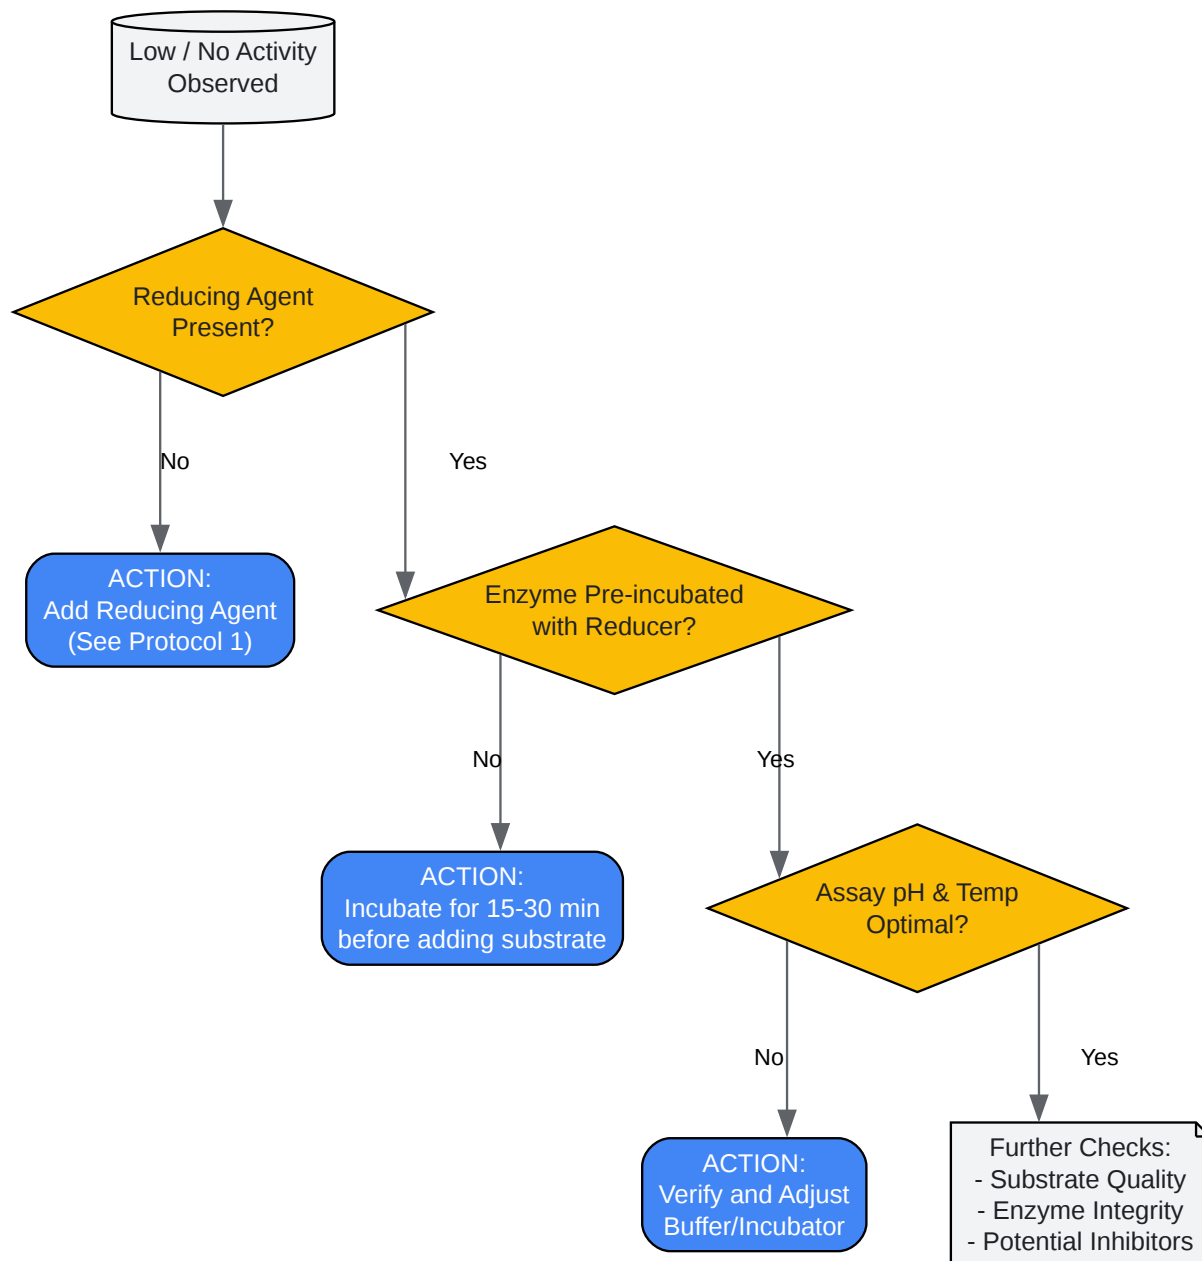 Low / No Activity
Observed
Reducing Agent
Present?
No
Yes
ACTION:
Add Reducing Agent
(See Protocol 1)
Enzyme Pre-incubated
with Reducer?
No
Yes
ACTION:
Incubate for 15-30 min
before adding substrate
Assay pH & Temp
Optimal?
No
Yes
ACTION:
Verify and Adjust
Buffer/Incubator
Further Checks:
- Substrate Quality
- Enzyme Integrity
- Potential Inhibitors